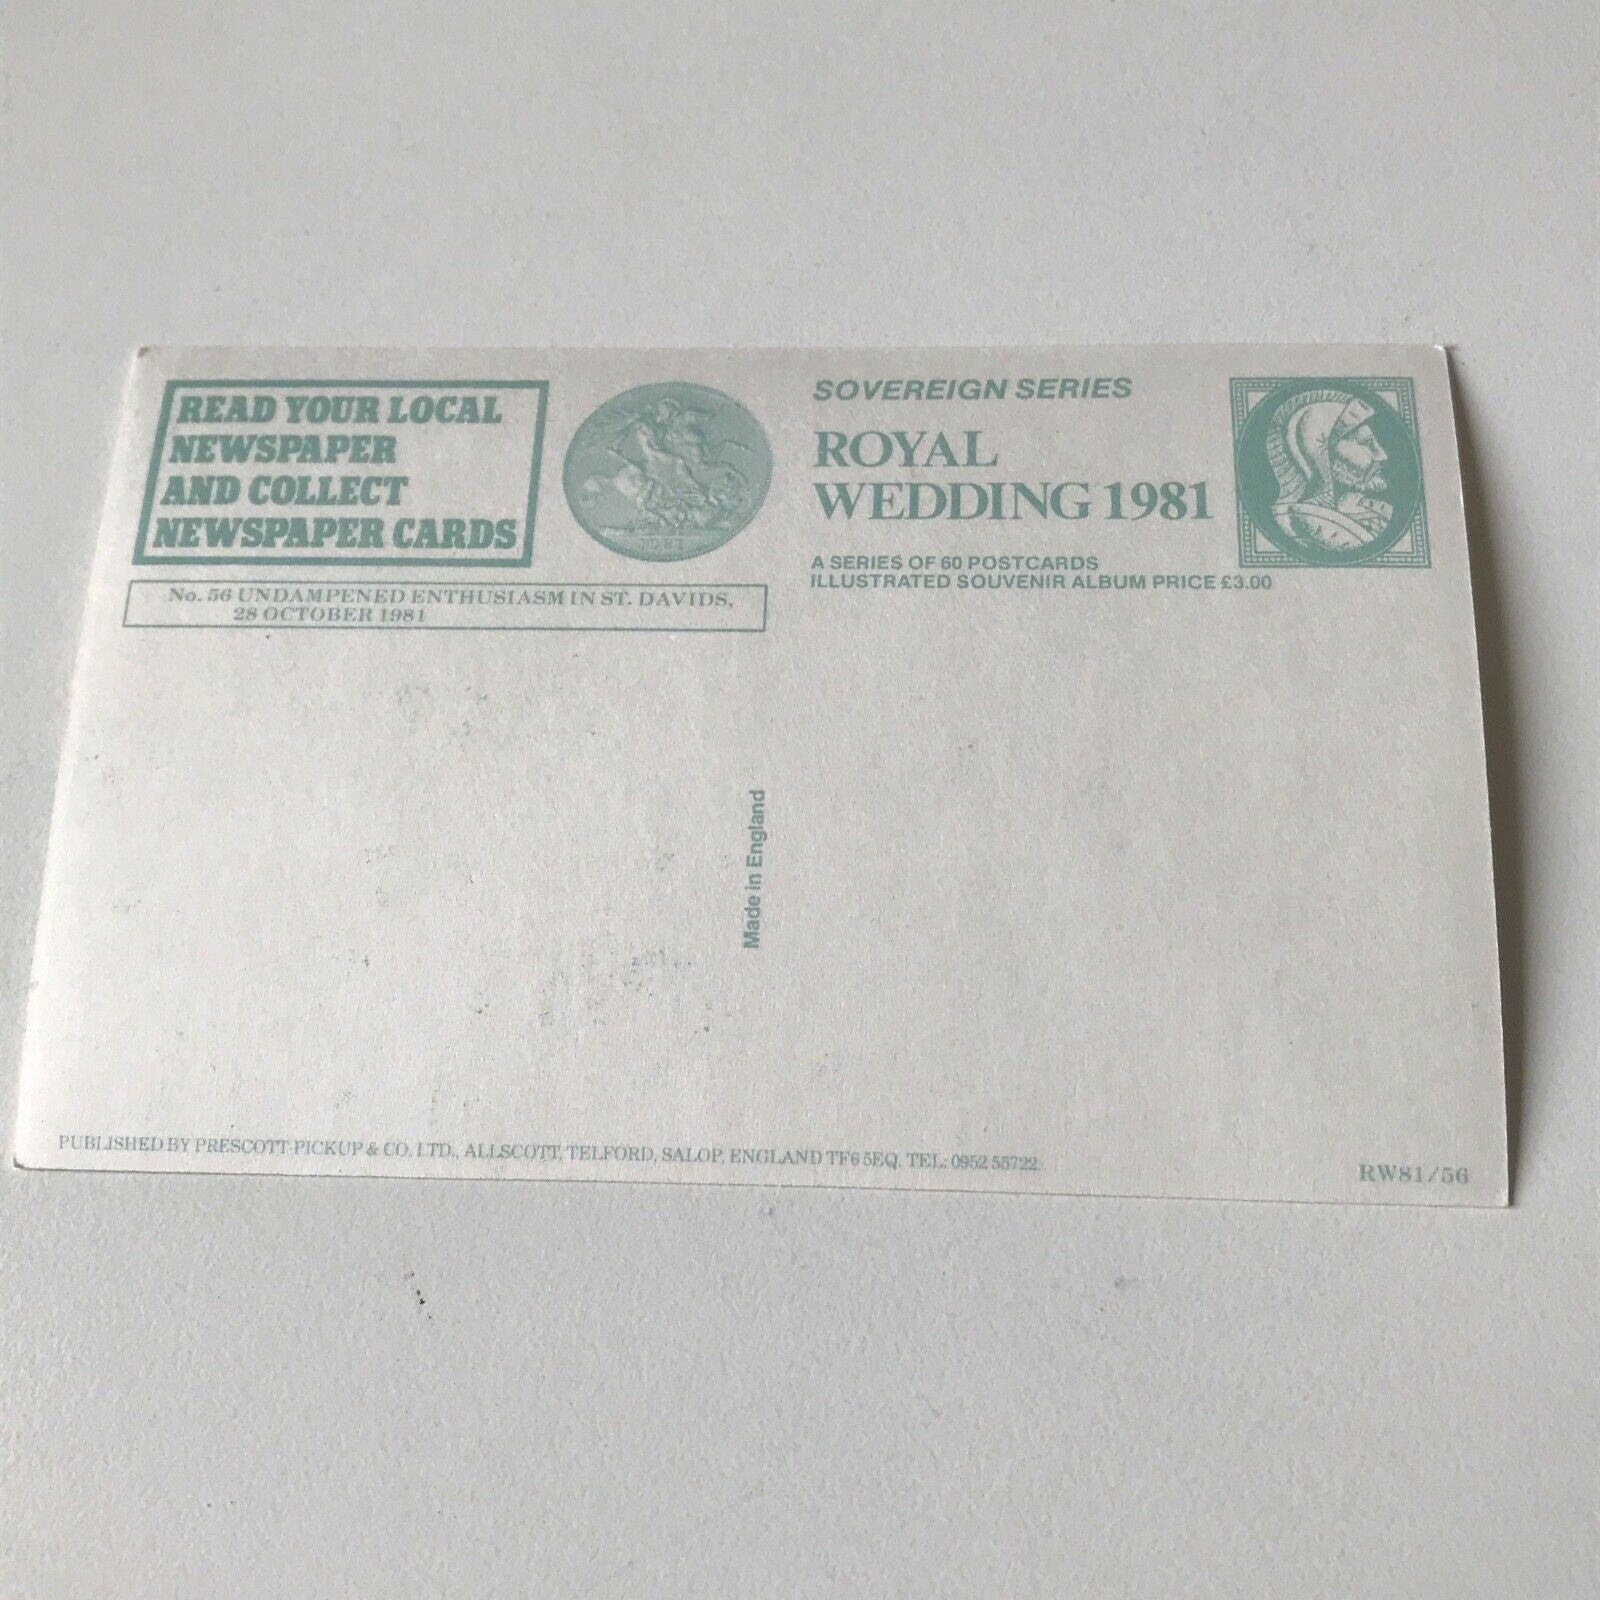 READ YOUR LOCAL
NEWSPAPER
AND COLLECT
NEWSPAPER CARDS
No. 56 UNDAMPENED ENTHUSIASM IN ST. DAVIDS,
28 OCTOBER 1981
SOVEREIGN SERIES
ROYAL
WEDDING 1981
A SERIES OF 60 POSTCARDS
ILLUSTRATED SOUVENIR ALBUM PRICE £3.00
Made in England
PUBLISHED BY PRESCOTT-PICKUP & CO. LTD., ALLSCOTT, TELFORD, SALOP, ENGLAND TF6 5EQ. TEL: 0952 55722.
RW81/56